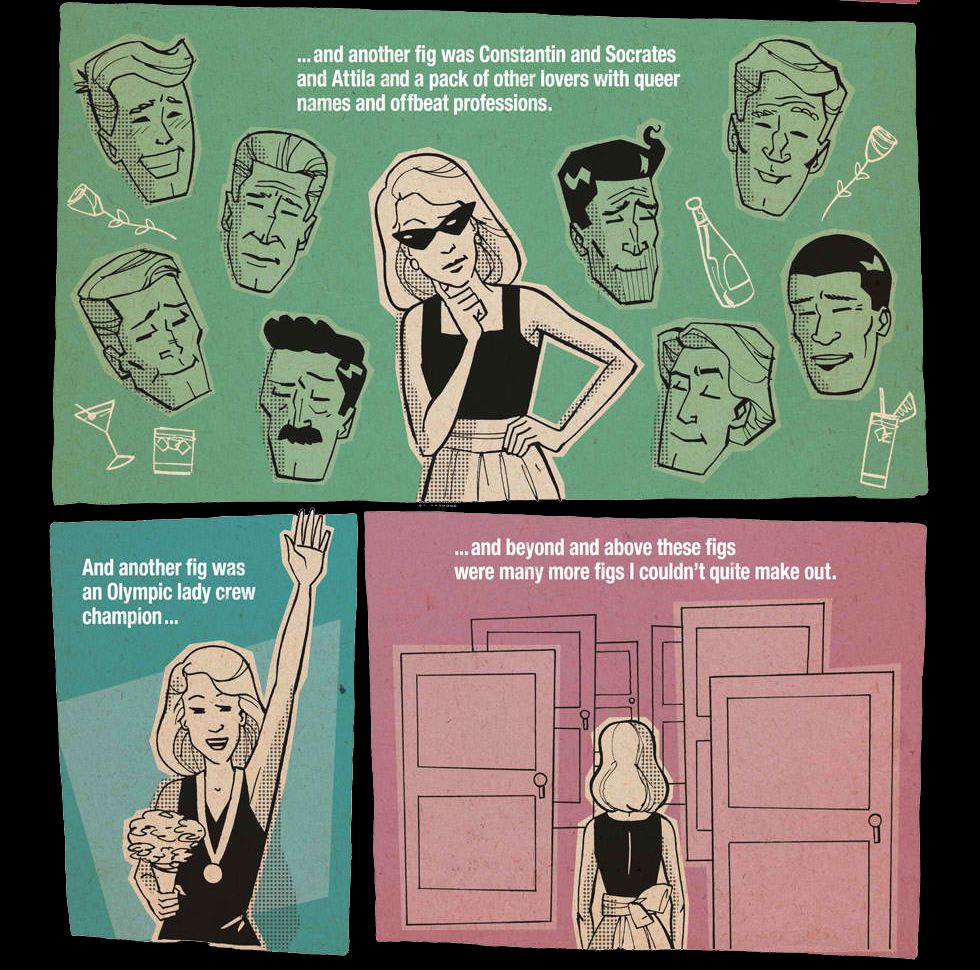 ...and another fig was Constantin and Socrates
and Attila and a pack of other lovers with queer
names and offbeat professions.
And another fig was
an Olympic lady crew
champion...
...and beyond and above these figs
were many more figs I couldn't quite make out.